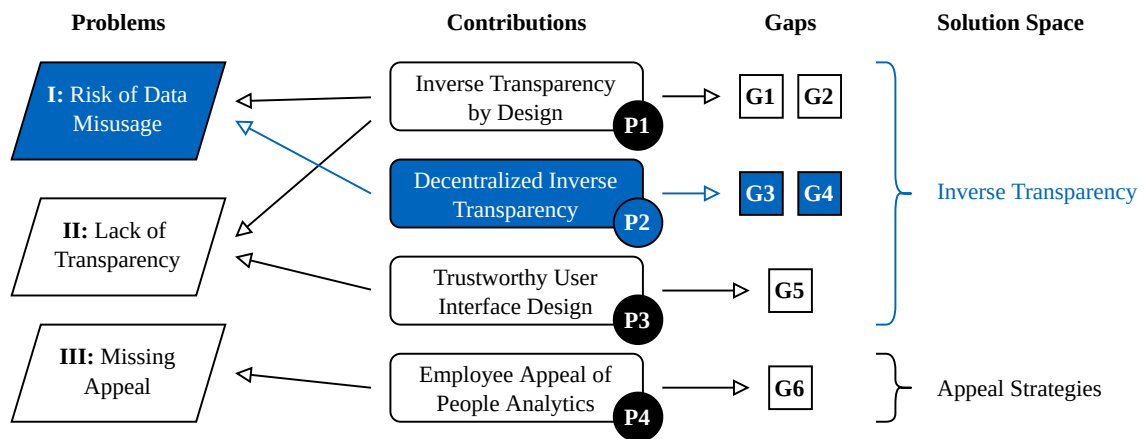 Problems
Contributions
Gaps
Solution Space
I: Risk of Data
Misusage
II: Lack of
Transparency
III: Missing
Appeal
Inverse Transparency
by Design
P1
Decentralized Inverse
Transparency
P2
Trustworthy User
Interface Design
P3
Employee Appeal of
People Analytics
P4
G1
G2
G3
G4
G5
G6
Inverse Transparency
Appeal Strategies